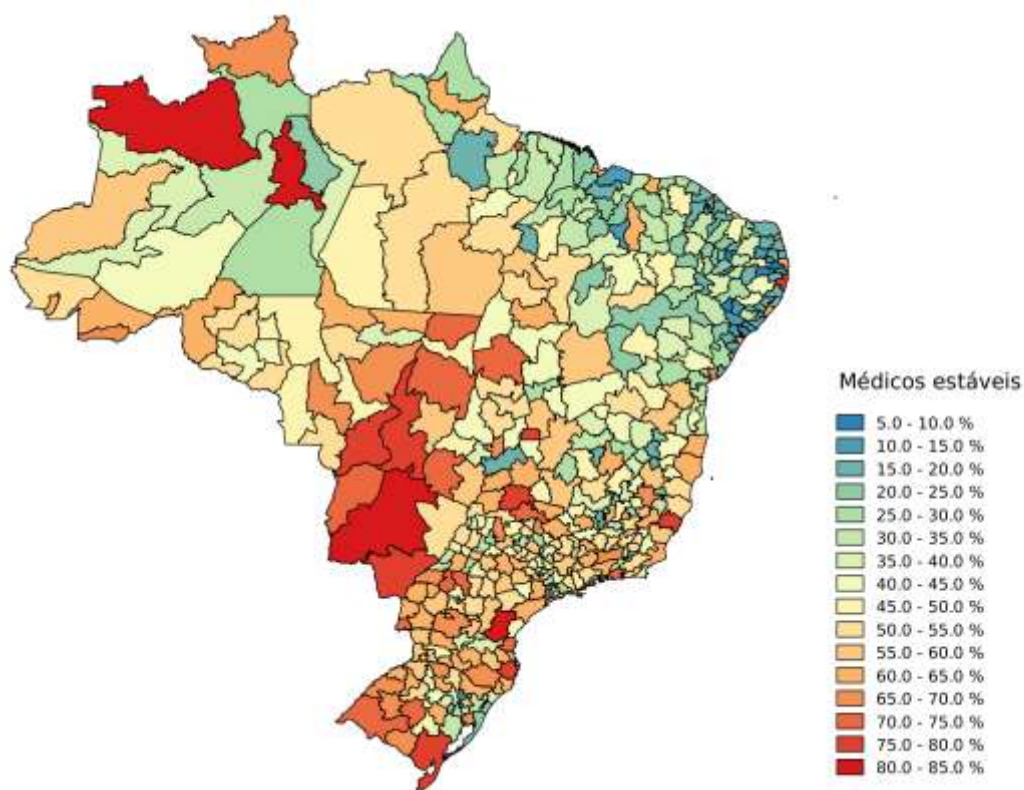 Médicos estáveis
5.0 - 10.0 %
10.0 - 15.0 %
15.0 - 20.0 %
20.0 - 25.0 %
25.0 - 30.0 %
30.0 - 35.0 %
35.0 - 40.0 %
40.0 - 45.0 %
45.0 - 50.0 %
50.0 - 55.0 %
55.0 - 60.0 %
60.0 - 65.0 %
65.0 - 70.0 %
70.0 - 75.0 %
75.0 - 80.0 %
80.0 - 85.0 %